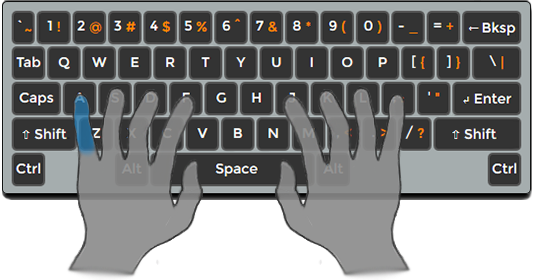 ` ~ 1 ! 2 @ 3 # 4 $ 5 % 6 ^ 7 & 8 * 9 ( 0 ) - _ = + ← Bksp
Tab Q W E R T Y U I O P [ { ] } \ |
Caps A S D F G H J K L ' " ↲ Enter
⇧ Shift Z X C V B N M , < . > / ? ⇧ Shift
Ctrl Alt Space Alt Ctrl